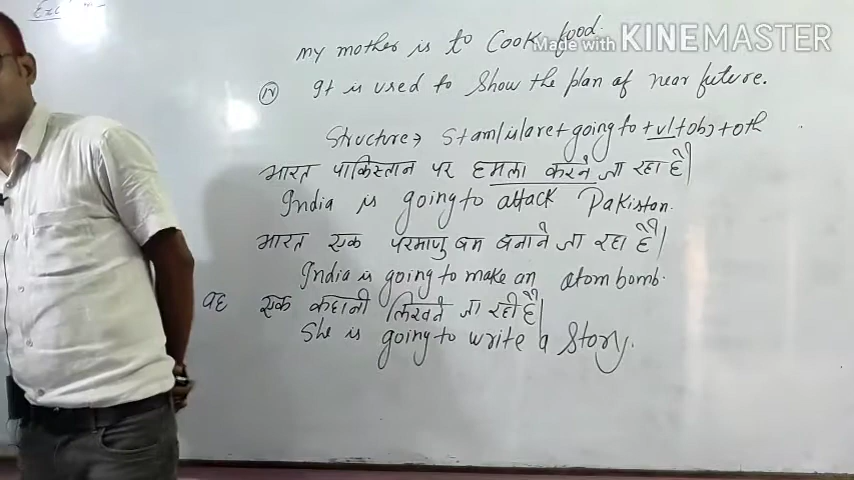 my mother is to Cook food.
Made with KINEMASTER
IV It is used to Show the plan of near future.
Structure → S+am/is/are+going to+v1+obj+oth
भारत पाकिस्तान पर हमला करने जा रहा है।
India is going to attack Pakistan.
भारत एक परमाणु बम बनाने जा रहा है।
India is going to make an atom bomb.
वह एक कहानी लिखने जा रही है।
She is going to write a Story.